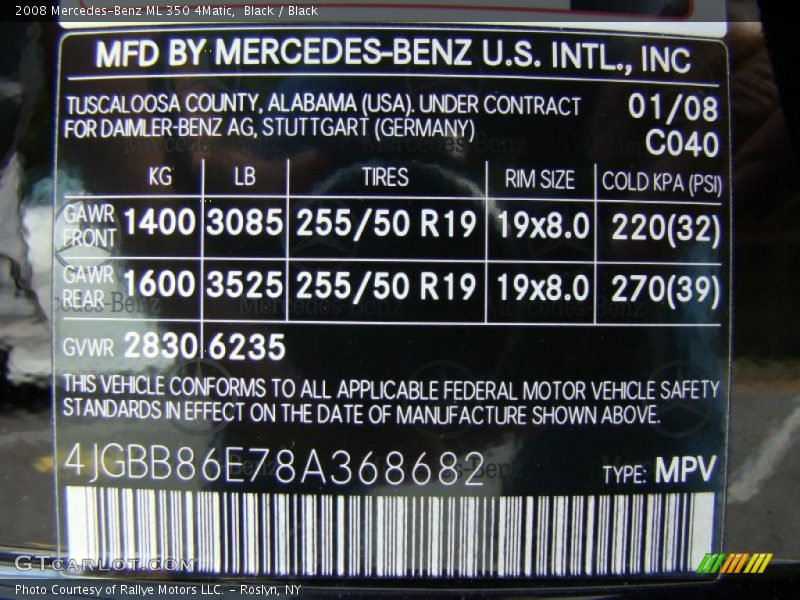 2008 Mercedes-Benz ML 350 4Matic, Black / Black
MFD BY MERCEDES-BENZ U.S. INTL., INC
TUSCALOOSA COUNTY, ALABAMA (USA). UNDER CONTRACT 01/08
FOR DAIMLER-BENZ AG, STUTTGART (GERMANY) C040
KG LB TIRES RIM SIZE COLD KPA (PSI)
GAWR FRONT 1400 3085 255/50 R19 19x8.0 220(32)
GAWR REAR 1600 3525 255/50 R19 19x8.0 270(39)
GVWR 2830 6235
THIS VEHICLE CONFORMS TO ALL APPLICABLE FEDERAL MOTOR VEHICLE SAFETY
STANDARDS IN EFFECT ON THE DATE OF MANUFACTURE SHOWN ABOVE.
4JGBB86E78A368682 TYPE: MPV
GTCARLOT.COM
Photo Courtesy of Rallye Motors LLC. - Roslyn, NY